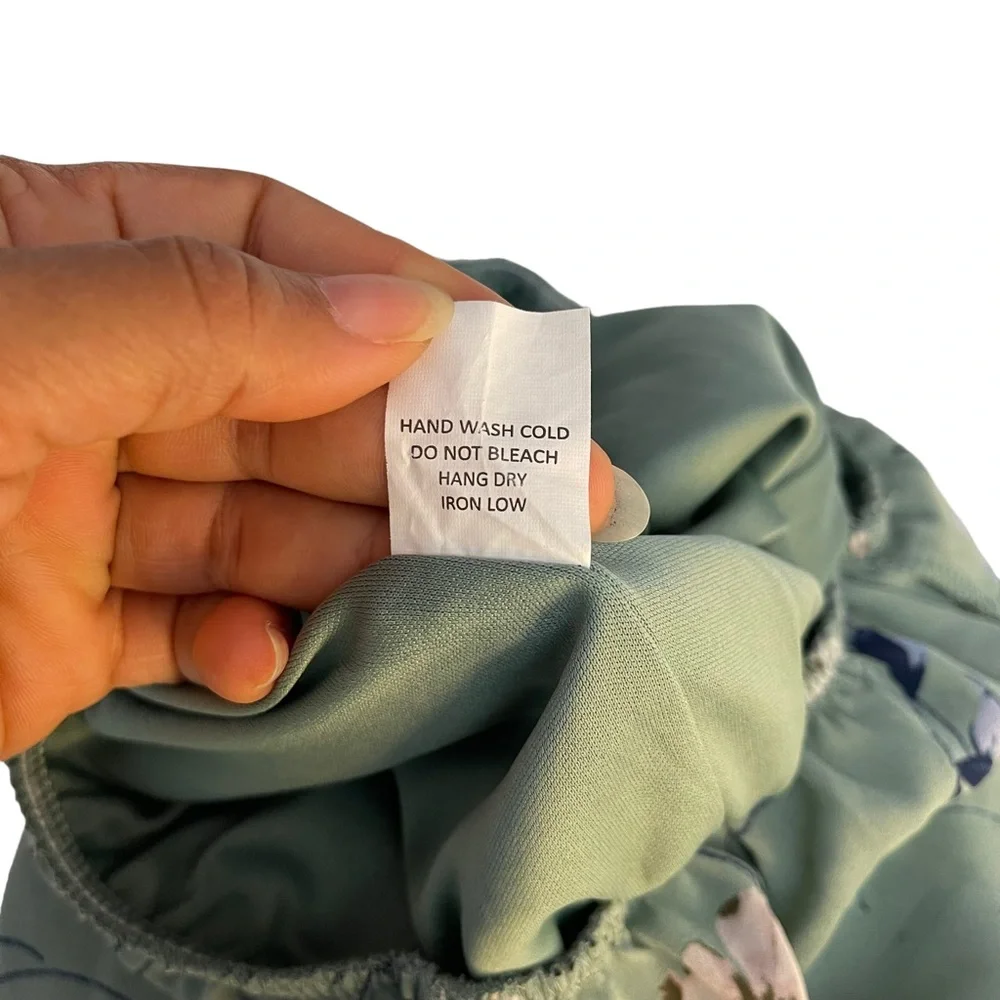 HAND WASH COLD
DO NOT BLEACH
HANG DRY
IRON LOW